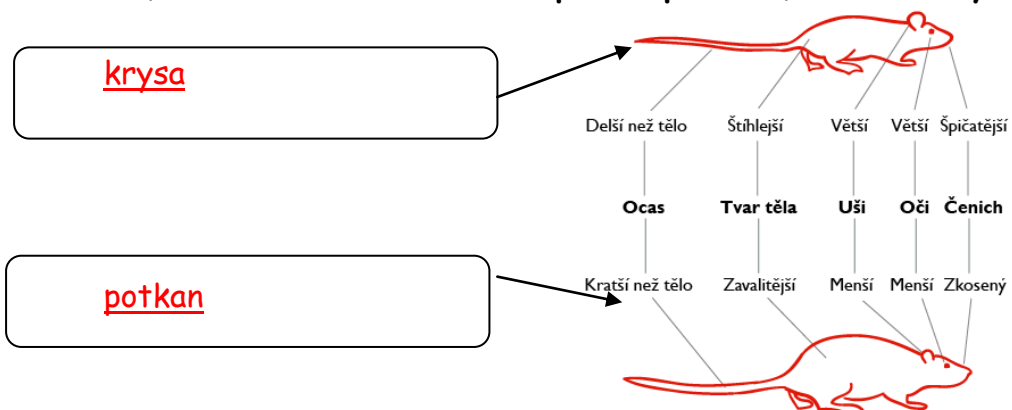 krysa
Delší než tělo Štíhlejší Větší Větší Špičatější
Ocas Tvar těla Uši Oči Čenich
potkan
Kratší než tělo Zavalitější Menší Menší Zkosený